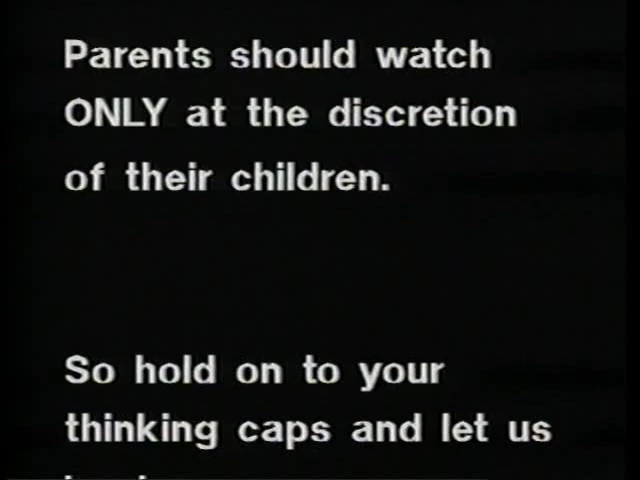 Parents should watch
ONLY at the discretion
of their children.
So hold on to your
thinking caps and let us